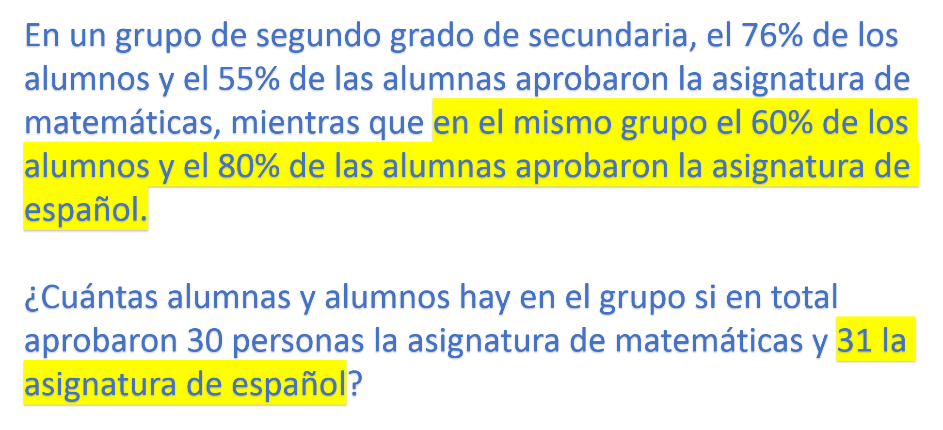 En un grupo de segundo grado de secundaria, el 76% de los
alumnos y el 55% de las alumnas aprobaron la asignatura de
matemáticas, mientras que en el mismo grupo el 60% de los
alumnos y el 80% de las alumnas aprobaron la asignatura de
español.
¿Cuántas alumnas y alumnos hay en el grupo si en total
aprobaron 30 personas la asignatura de matemáticas y 31 la
asignatura de español?